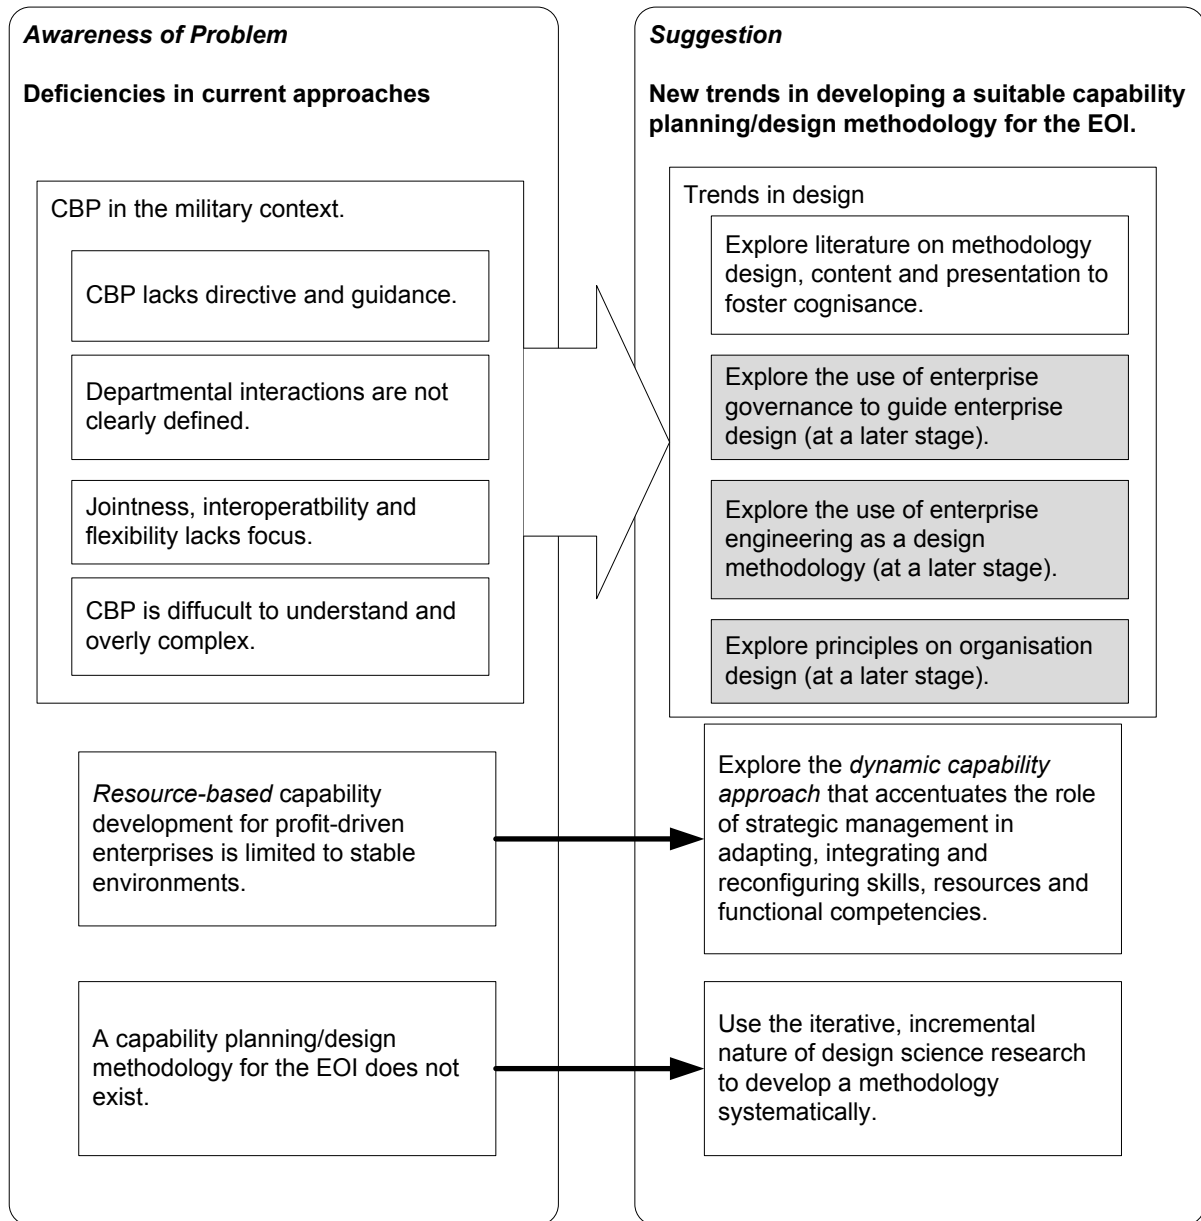 Awareness of Problem
Deficiencies in current approaches
CBP in the military context.
CBP lacks directive and guidance.
Departmental interactions are not
clearly defined.
Jointness, interoperatbility and
flexibility lacks focus.
CBP is diffucult to understand and
overly complex.
Resource-based capability
development for profit-driven
enterprises is limited to stable
environments.
A capability planning/design
methodology for the EOI does not
exist.
Suggestion
New trends in developing a suitable capability
planning/design methodology for the EOI.
Trends in design
Explore literature on methodology
design, content and presentation to
foster cognisance.
Explore the use of enterprise
governance to guide enterprise
design (at a later stage).
Explore the use of enterprise
engineering as a design
methodology (at a later stage).
Explore principles on organisation
design (at a later stage).
Explore the dynamic capability
approach that accentuates the role
of strategic management in
adapting, integrating and
reconfiguring skills, resources and
functional competencies.
Use the iterative, incremental
nature of design science research
to develop a methodology
systematically.